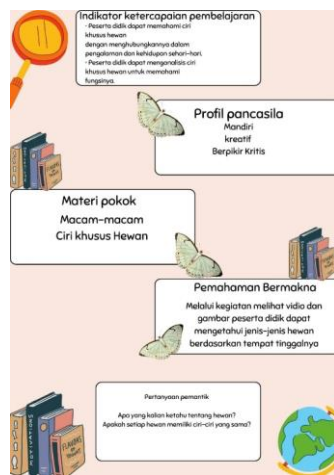 Indikator ketercapaian pembelajaran
- Peserta didik dapat memahami ciri
khusus hewan
dengan menghubungkannya dalam
pengalaman dan kehidupan sehari-hari.
- Peserta didik dapat menganalisis ciri
khusus hewan untuk memahami
fungsinya.
Profil pancasila
Mandiri
kreatif
Berpikir Kritis
Materi pokok
Macam-macam
Ciri khusus Hewan
Pemahaman Bermakna
Melalui kegiatan melihat vidio dan
gambar peserta didik dapat
mengetahui jenis-jenis hewan
berdasarkan tempat tinggalnya
Pertanyaan pemantik
Apa yang kalian ketahu tentang hewan?
Apakah setiap hewan memiliki ciri-ciri yang sama?